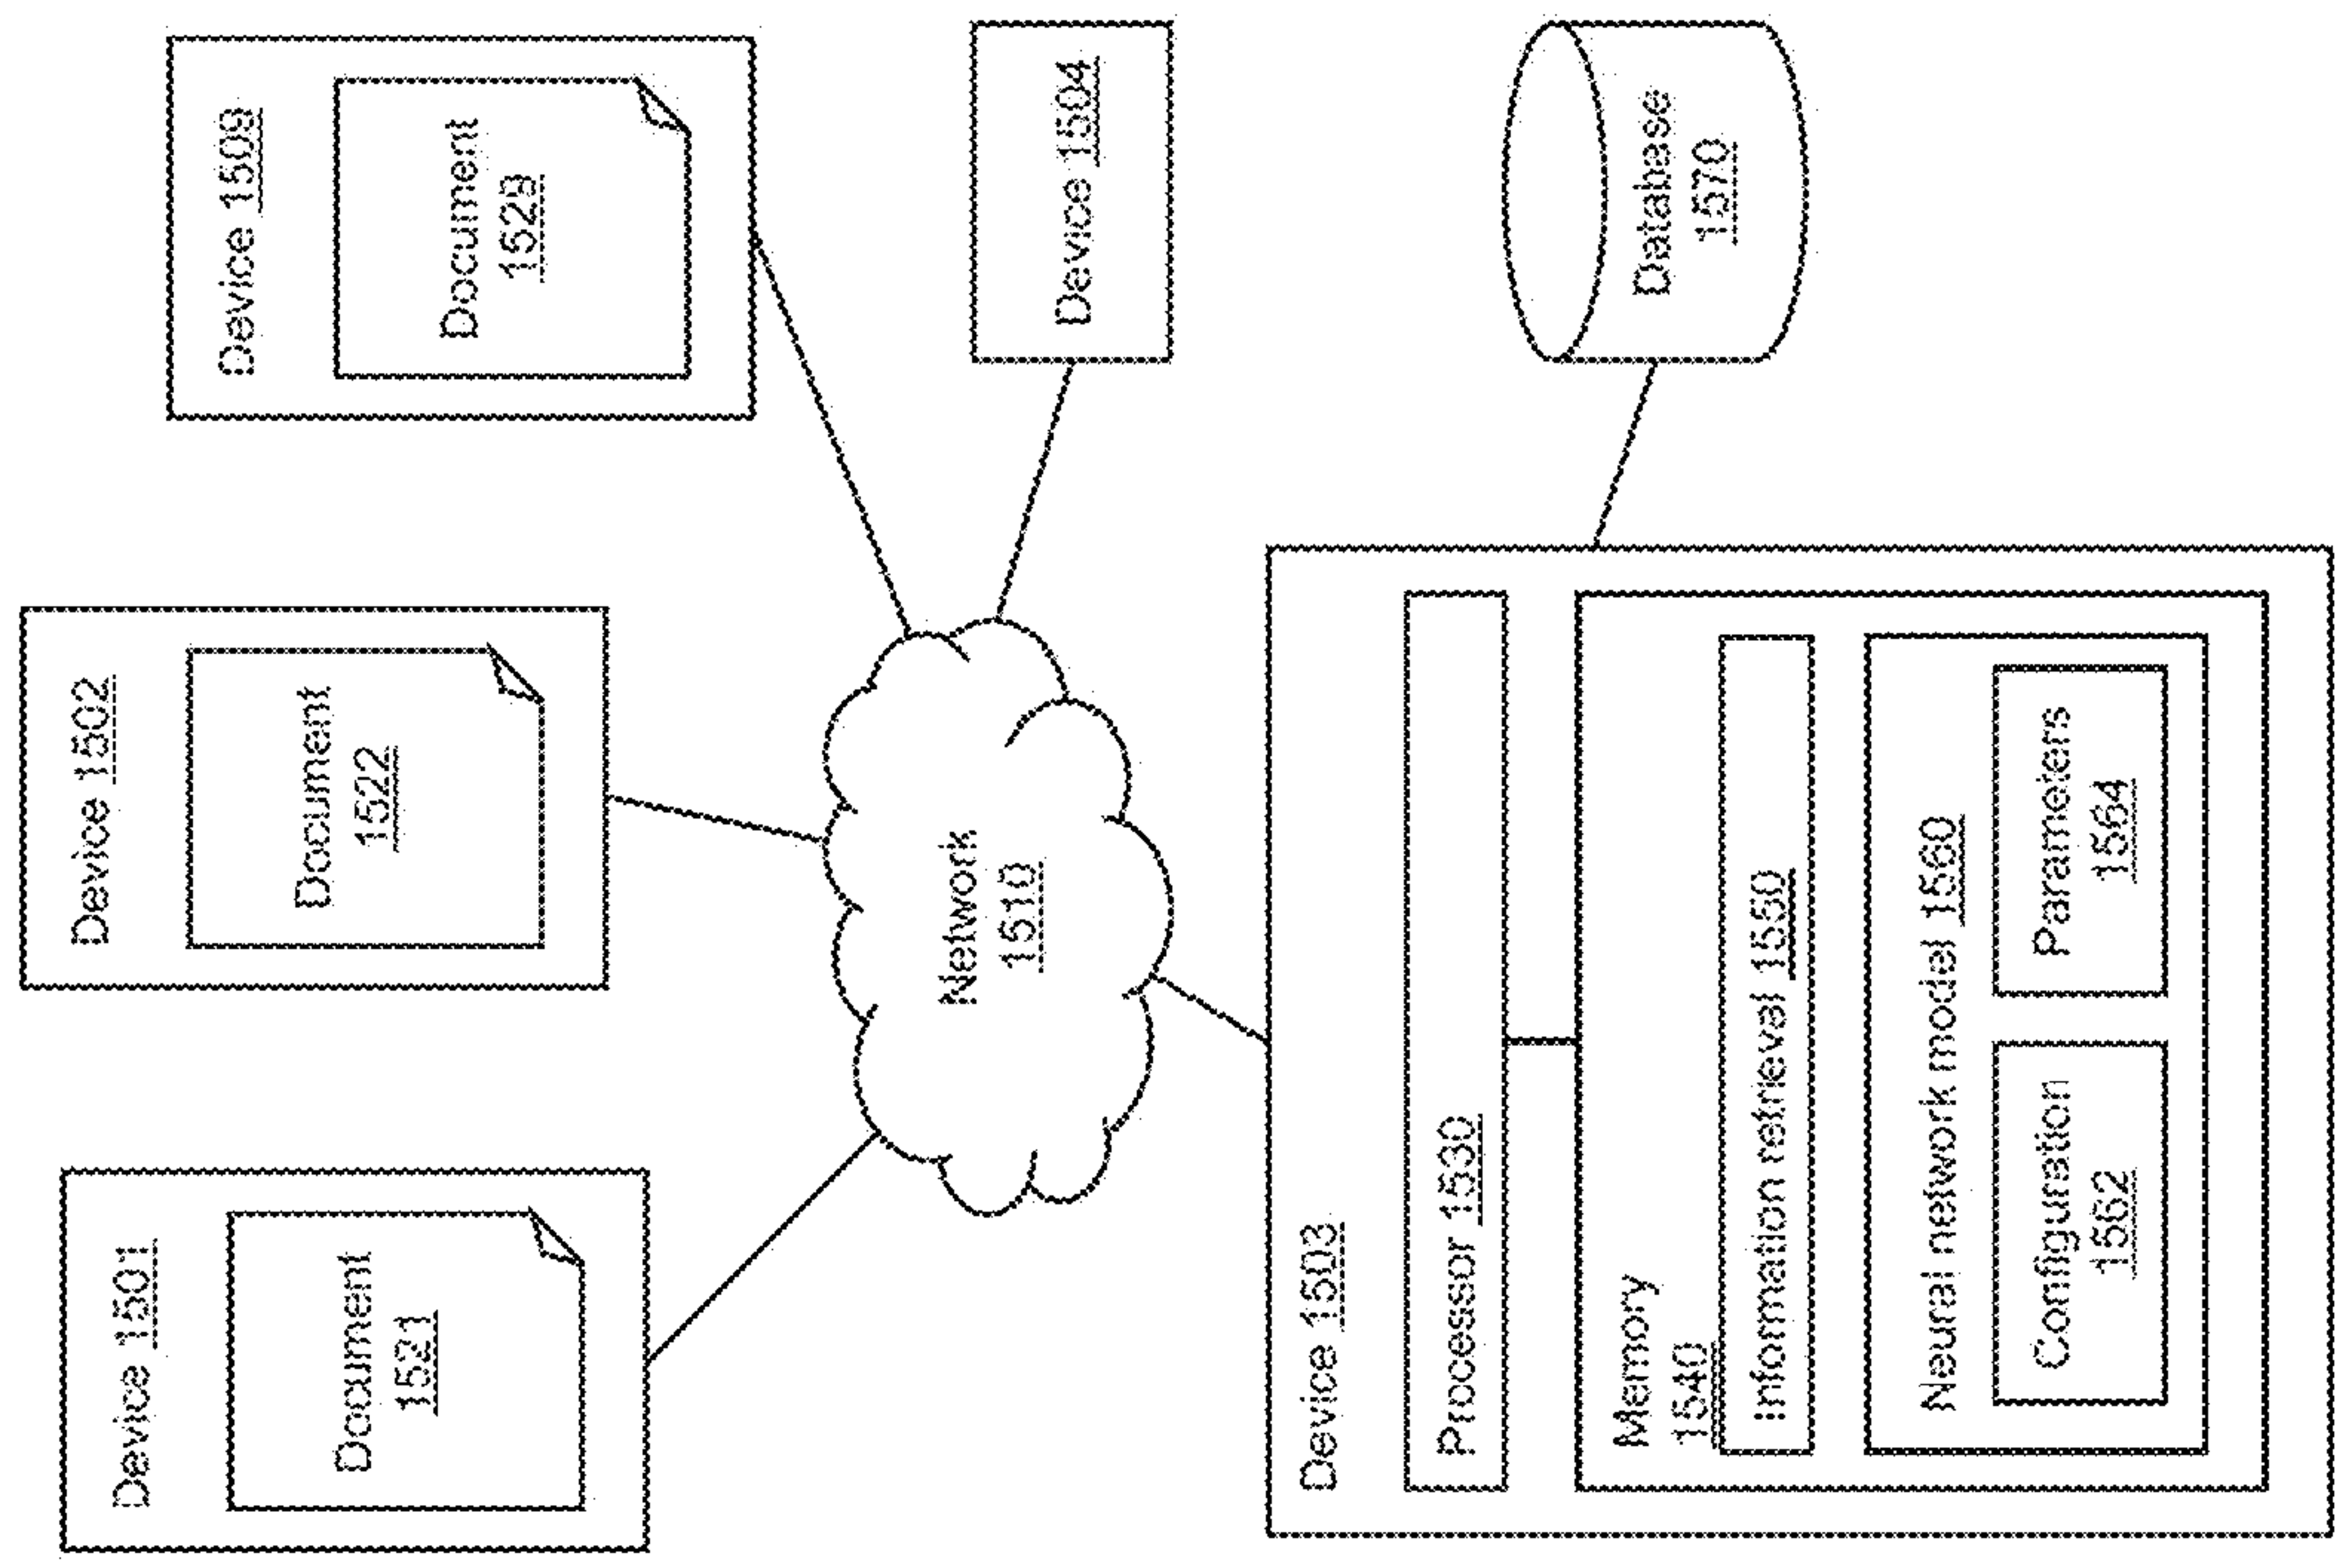 Device 1501
Document
1521
Device 1502
Document
1522
Device 1509
Document
1529
Network
1510
Device 1504
Device 1503
Processor 1530
Memory
1540
Information retrieval 1550
Neural network model 1560
Configuration
1562
Parameters
1564
Database
1570